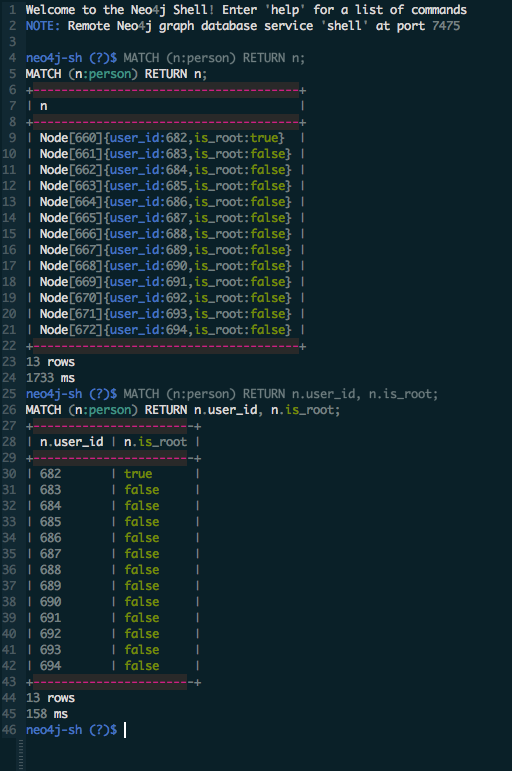 1 Welcome to the Neo4j Shell! Enter 'help' for a list of commands
2 NOTE: Remote Neo4j graph database service 'shell' at port 7475
3
4 neo4j-sh (?)$ MATCH (n:person) RETURN n;
5 MATCH (n:person) RETURN n;
6 +--------------------------------------+
7 | n                                    |
8 +--------------------------------------+
9 | Node[660]{user_id:682,is_root:true}  |
10 | Node[661]{user_id:683,is_root:false} |
11 | Node[662]{user_id:684,is_root:false} |
12 | Node[663]{user_id:685,is_root:false} |
13 | Node[664]{user_id:686,is_root:false} |
14 | Node[665]{user_id:687,is_root:false} |
15 | Node[666]{user_id:688,is_root:false} |
16 | Node[667]{user_id:689,is_root:false} |
17 | Node[668]{user_id:690,is_root:false} |
18 | Node[669]{user_id:691,is_root:false} |
19 | Node[670]{user_id:692,is_root:false} |
20 | Node[671]{user_id:693,is_root:false} |
21 | Node[672]{user_id:694,is_root:false} |
22 +--------------------------------------+
23 13 rows
24 1733 ms
25 neo4j-sh (?)$ MATCH (n:person) RETURN n.user_id, n.is_root;
26 MATCH (n:person) RETURN n.user_id, n.is_root;
27 +-----------------------+
28 | n.user_id | n.is_root |
29 +-----------------------+
30 | 682       | true      |
31 | 683       | false     |
32 | 684       | false     |
33 | 685       | false     |
34 | 686       | false     |
35 | 687       | false     |
36 | 688       | false     |
37 | 689       | false     |
38 | 690       | false     |
39 | 691       | false     |
40 | 692       | false     |
41 | 693       | false     |
42 | 694       | false     |
43 +-----------------------+
44 13 rows
45 158 ms
46 neo4j-sh (?)$